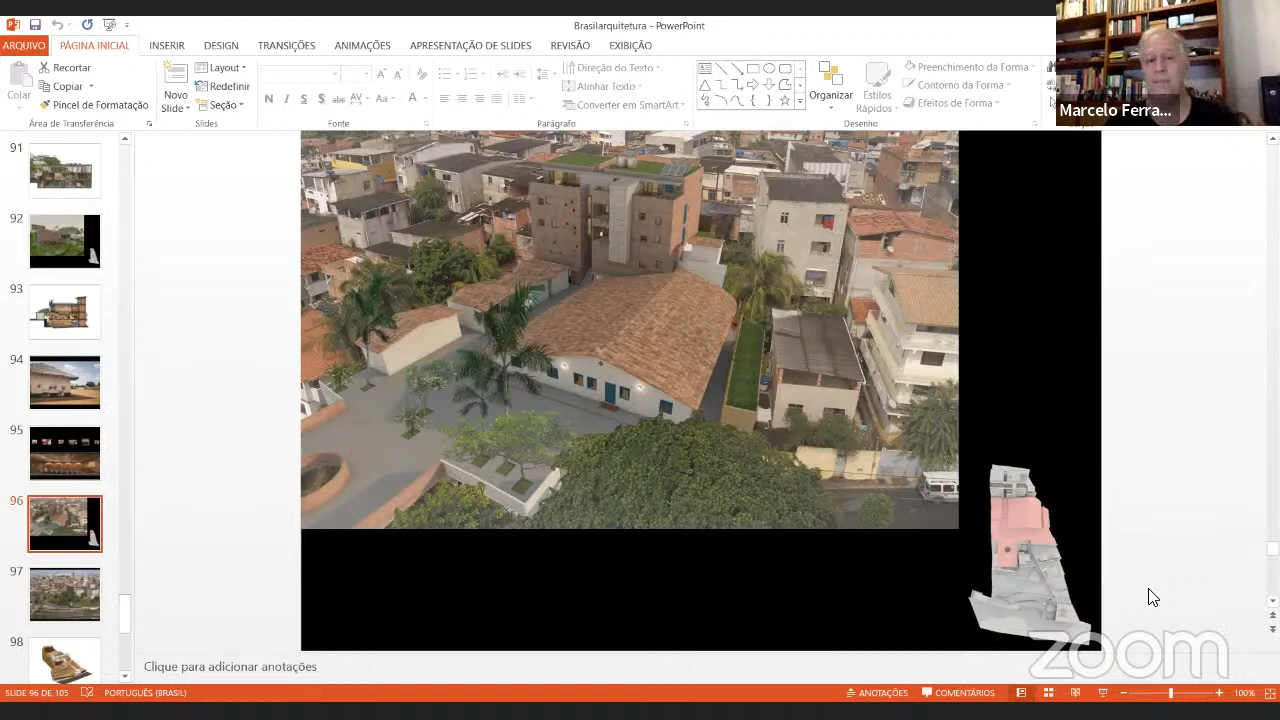 Brasilarquitetura - PowerPoint
ARQUIVO
PÁGINA INICIAL
INSERIR
DESIGN
TRANSIÇÕES
ANIMAÇÕES
APRESENTAÇÃO DE SLIDES
REVISÃO
EXIBIÇÃO
Colar
Recortar
Copiar
Pincel de Formatação
Área de Transferência
Novo
Slide
Layout
Redefinir
Seção
Slides
N I S S abc AV Aa A
Fonte
Direção do Texto
Alinhar Texto
Converter em SmartArt
Parágrafo
Organizar
Estilos
Rápidos
Preenchimento da Forma
Contorno da Forma
Efeitos de Forma
Desenho
Marcelo Ferra...
91
92
93
94
95
96
97
98
Clique para adicionar anotações
zoom
SLIDE 96 DE 105
PORTUGUÊS (BRASIL)
ANOTAÇÕES
COMENTÁRIOS
100%